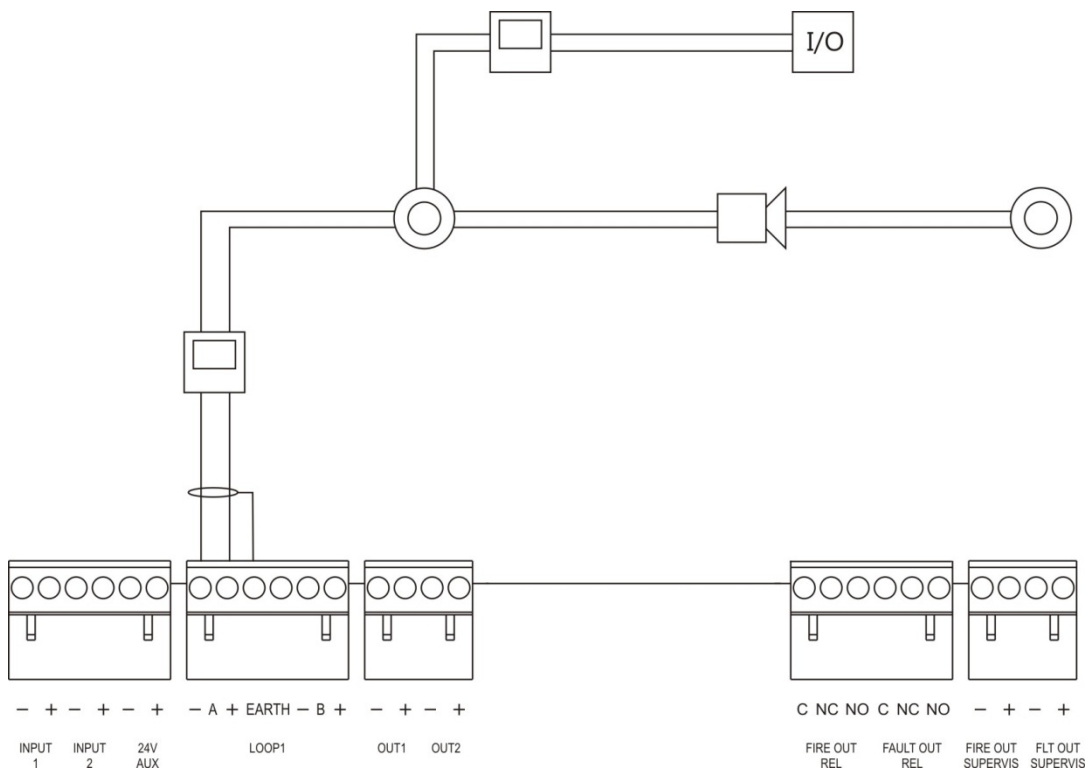 I/O
− + − + − + − A + EARTH − B + − + − + C NC NO C NC NO − + − +
INPUT INPUT 24V LOOP1 OUT1 OUT2 FIRE OUT FAULT OUT FIRE OUT FLT OUT
1 2 AUX REL REL SUPERVIS SUPERVIS